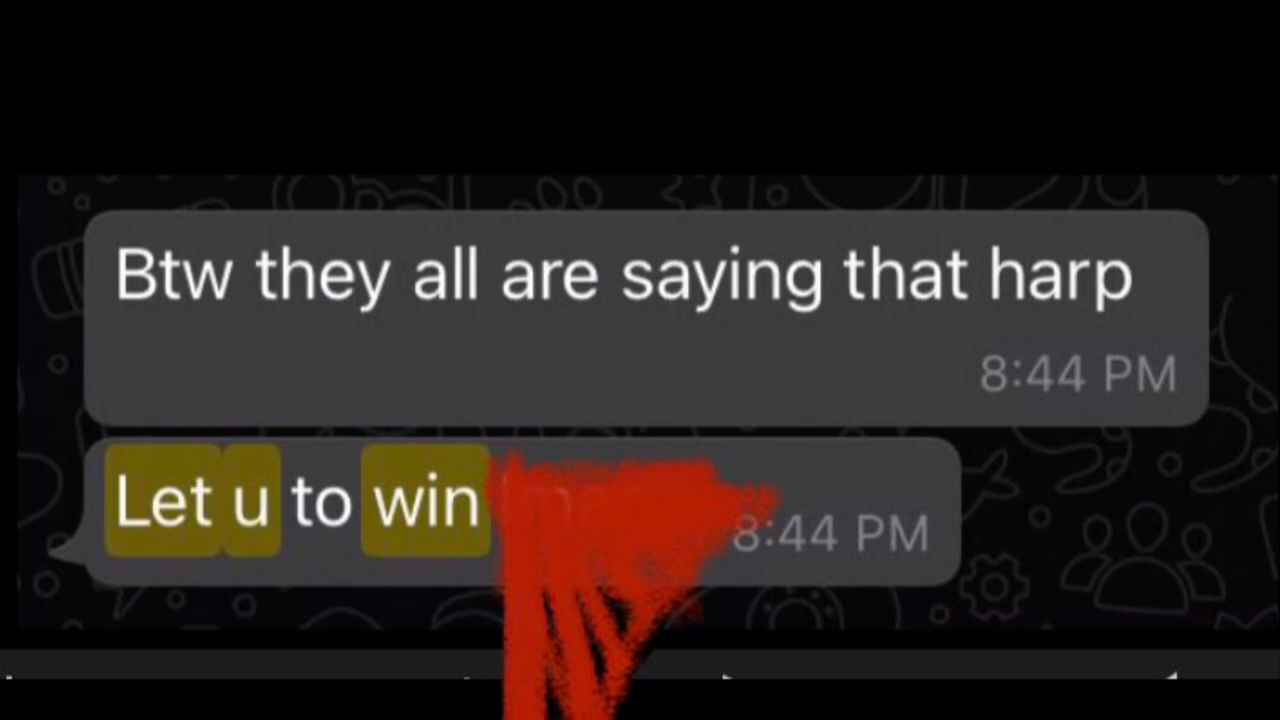 Btw they all are saying that harp
8:44 PM
Let u to win
8:44 PM